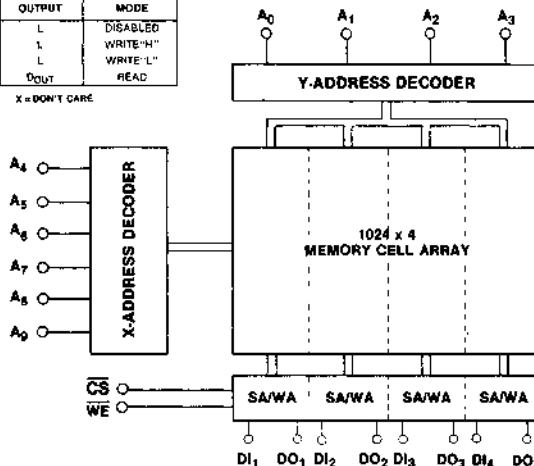 OUTPUT MODE
L DISABLED
L WRITE "H"
L WRITE "L"
DOUT READ
X = DON'T CARE
A0 A1 A2 A3
Y-ADDRESS DECODER
A4
A5
A6
A7
A8
A9
X-ADDRESS DECODER
1024 x 4
MEMORY CELL ARRAY
CS
WE
SA/WA SA/WA SA/WA SA/WA
DI1 DO1 DI2 DO2 DI3 DO3 DI4 DO